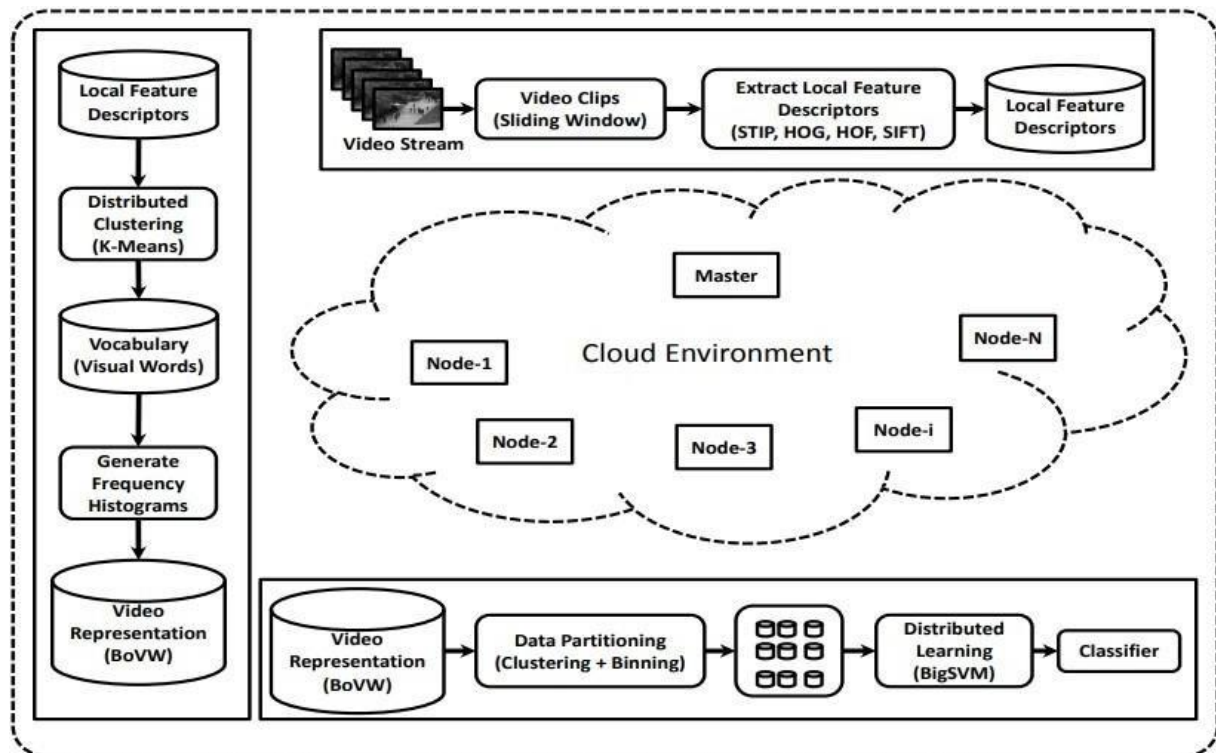 Local Feature
Descriptors
Distributed
Clustering
(K-Means)
Vocabulary
(Visual Words)
Generate
Frequency
Histograms
Video
Representation
(BoVW)
Video Stream
Video Clips
(Sliding Window)
Extract Local Feature
Descriptors
(STIP, HOG, HOF, SIFT)
Local Feature
Descriptors
Master
Cloud Environment
Node-1
Node-2
Node-3
Node-i
Node-N
Video
Representation
(BoVW)
Data Partitioning
(Clustering + Binning)
Distributed
Learning
(BigSVM)
Classifier